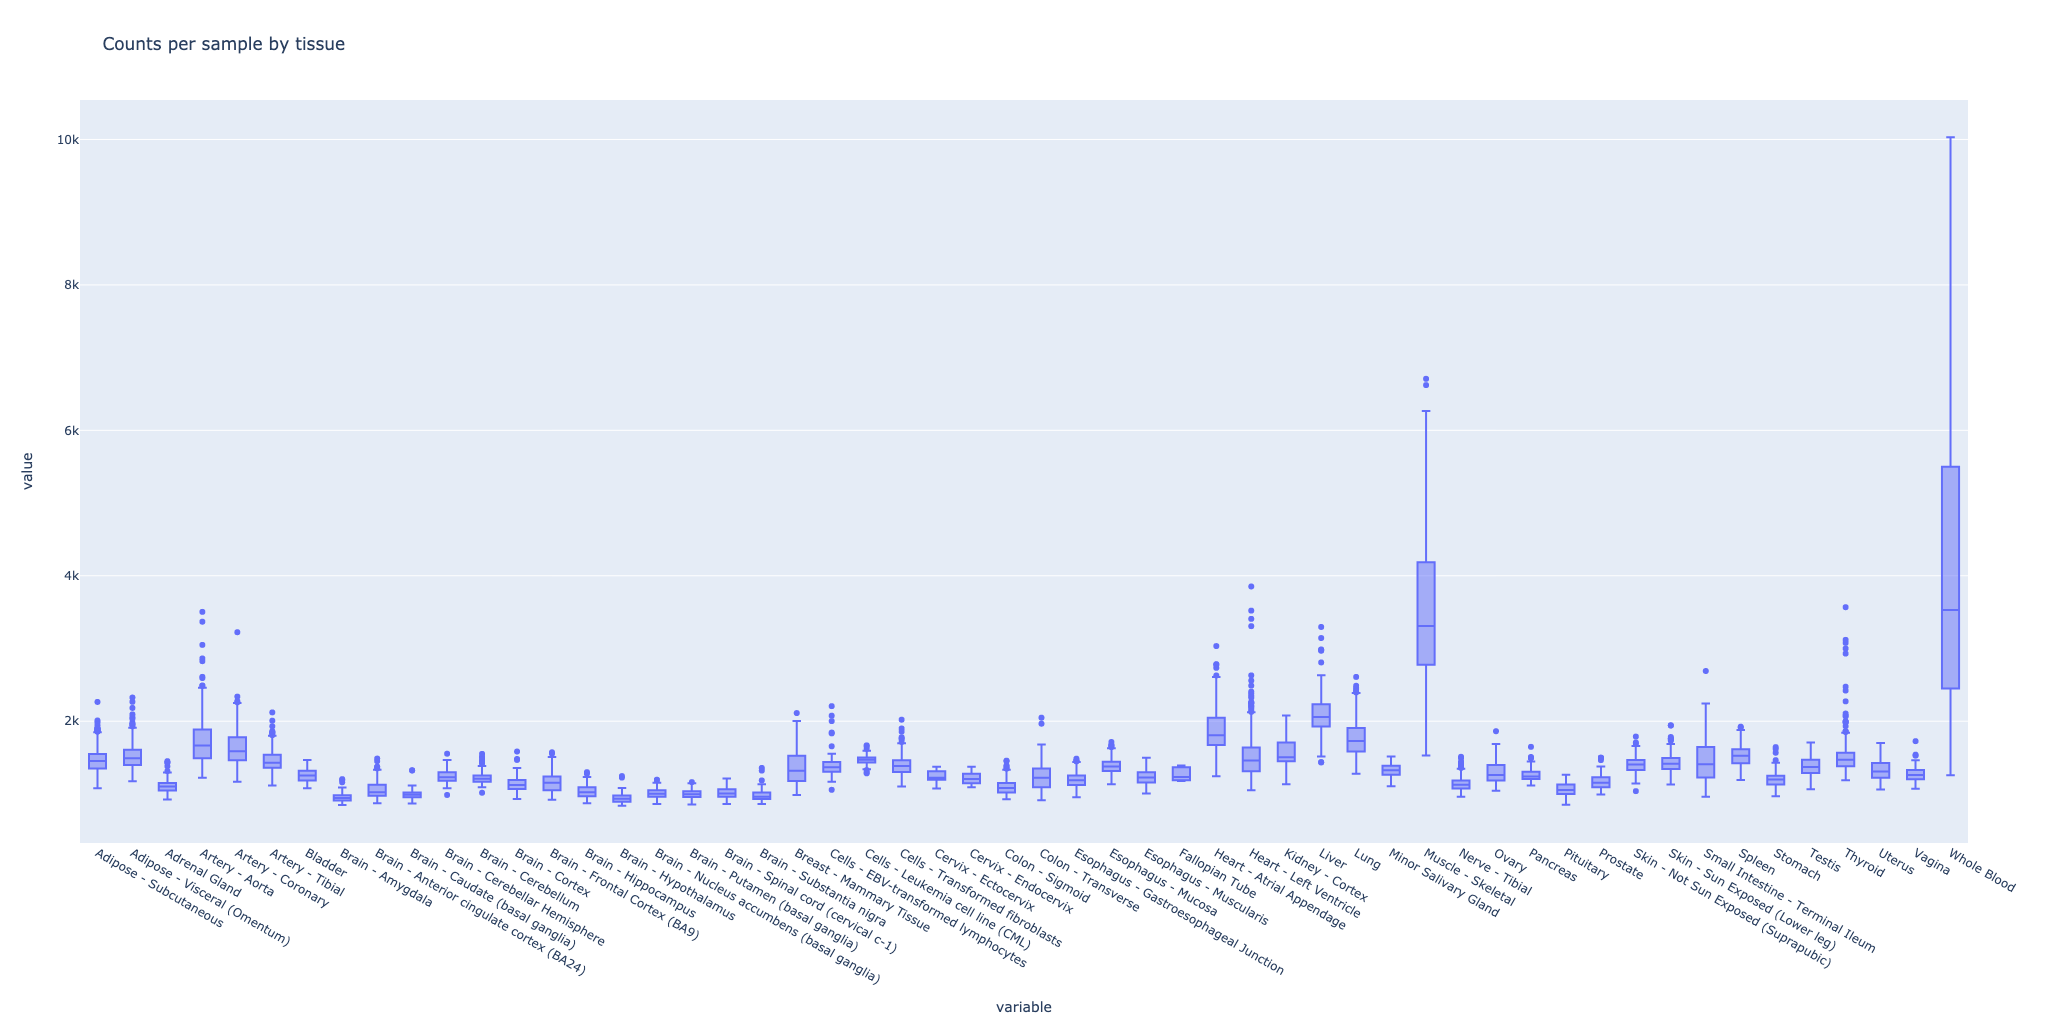 Counts per sample by tissue
value
10k
8k
6k
4k
2k
Adipose - Subcutaneous
Adipose - Visceral (Omentum)
Adrenal Gland
Artery - Aorta
Artery - Coronary
Artery - Tibial
Bladder
Brain - Amygdala
Brain - Anterior cingulate cortex (BA24)
Brain - Caudate (basal ganglia)
Brain - Cerebellar Hemisphere
Brain - Cerebellum
Brain - Cortex
Brain - Frontal Cortex (BA9)
Brain - Hippocampus
Brain - Hypothalamus
Brain - Nucleus accumbens (basal ganglia)
Brain - Putamen (basal ganglia)
Brain - Spinal cord (cervical c-1)
Brain - Substantia nigra
Breast - Mammary Tissue
Cells - EBV-transformed lymphocytes
Cells - Leukemia cell line (CML)
Cells - Transformed fibroblasts
Cervix - Ectocervix
Cervix - Endocervix
Colon - Sigmoid
Colon - Transverse
Esophagus - Gastroesophageal Junction
Esophagus - Mucosa
Esophagus - Muscularis
Fallopian Tube
Heart - Atrial Appendage
Heart - Left Ventricle
Kidney - Cortex
Liver
Lung
Minor Salivary Gland
Muscle - Skeletal
Nerve - Tibial
Ovary
Pancreas
Pituitary
Prostate
Skin - Not Sun Exposed (Suprapubic)
Skin - Sun Exposed (Lower leg)
Small Intestine - Terminal Ileum
Spleen
Stomach
Testis
Thyroid
Uterus
Vagina
Whole Blood
variable